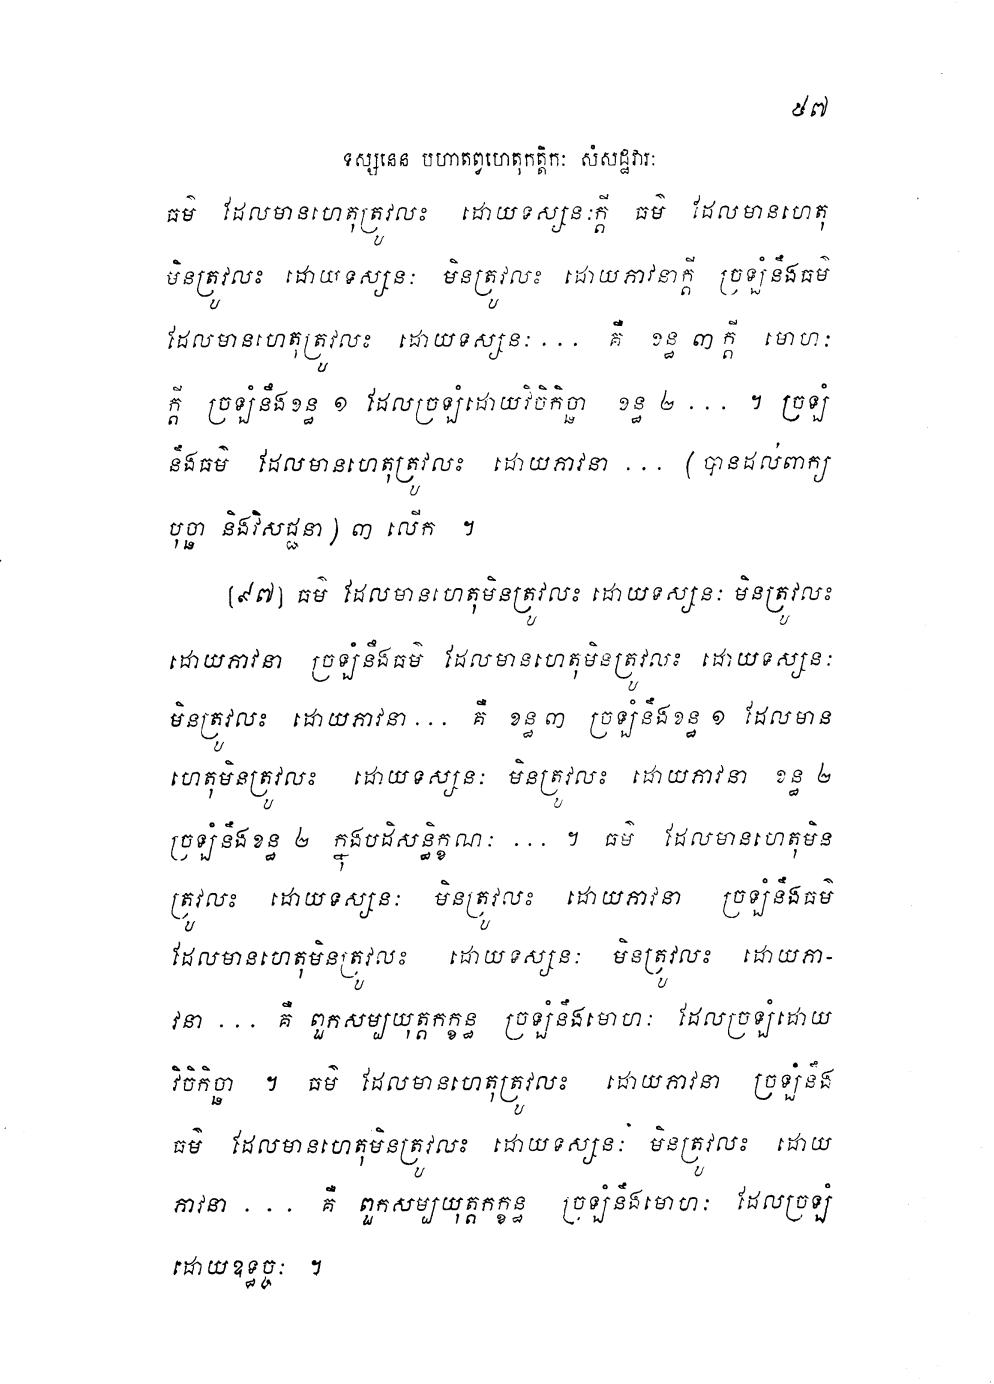 ៩៧
ទស្សនេន បហាតព្វហេតុកត្តិកៈ សំសដ្ឋវារៈ
ធម៌ ដែលមានហេតុត្រូវលះ ដោយទស្សនៈក្តី ធម៌ ដែលមានហេតុ
មិនត្រូវលះ ដោយទស្សនៈ មិនត្រូវលះ ដោយភាវនាក្តី ច្រឡំនឹងធម៌
ដែលមានហេតុត្រូវលះ ដោយទស្សនៈ ... គឺ ខន្ធ ៣ ក្តី មោហៈ
ក្តី ច្រឡំនឹងខន្ធ ១ ដែលច្រឡំដោយវិចិកិច្ឆា ខន្ធ ២ ... ។ ច្រឡំ
នឹងធម៌ ដែលមានហេតុត្រូវលះ ដោយភាវនា ... (បានដល់ពាក្យ
បុច្ឆា និងវិសជ្ជនា) ៣ លើក ។
[៩៧] ធម៌ ដែលមានហេតុមិនត្រូវលះ ដោយទស្សនៈ មិនត្រូវលះ
ដោយភាវនា ច្រឡំនឹងធម៌ ដែលមានហេតុមិនត្រូវលះ ដោយទស្សនៈ
មិនត្រូវលះ ដោយភាវនា ... គឺ ខន្ធ ៣ ច្រឡំនឹងខន្ធ ១ ដែលមាន
ហេតុមិនត្រូវលះ ដោយទស្សនៈ មិនត្រូវលះ ដោយភាវនា ខន្ធ ២
ច្រឡំនឹងខន្ធ ២ ក្នុងបដិសន្ធិក្ខណៈ ... ។ ធម៌ ដែលមានហេតុមិន
ត្រូវលះ ដោយទស្សនៈ មិនត្រូវលះ ដោយភាវនា ច្រឡំនឹងធម៌
ដែលមានហេតុមិនត្រូវលះ ដោយទស្សនៈ មិនត្រូវលះ ដោយភា-
វនា ... គឺ ពួកសម្បយុត្តកក្ខន្ធ ច្រឡំនឹងមោហៈ ដែលច្រឡំដោយ
វិចិកិច្ឆា ។ ធម៌ ដែលមានហេតុត្រូវលះ ដោយភាវនា ច្រឡំនឹង
ធម៌ ដែលមានហេតុមិនត្រូវលះ ដោយទស្សនៈ មិនត្រូវលះ ដោយ
ភាវនា ... គឺ ពួកសម្បយុត្តកក្ខន្ធ ច្រឡំនឹងមោហៈ ដែលច្រឡំ
ដោយឧទ្ធច្ចៈ ។